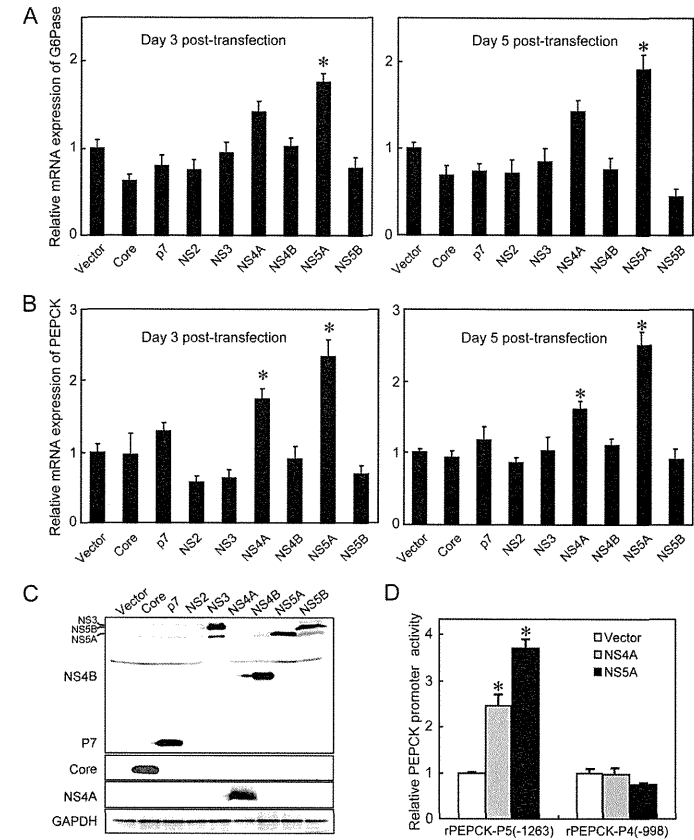 A
Relative mRNA expression of G6Pase
Day 3 post-transfection
2
1
0
*
Vector Core p7 NS2 NS3 NS4A NS4B NS5A NS5B
Day 5 post-transfection
2
1
0
*
Vector Core p7 NS2 NS3 NS4A NS4B NS5A NS5B
B
Relative mRNA expression of PEPCK
Day 3 post-transfection
3
2
1
0
* *
Vector Core p7 NS2 NS3 NS4A NS4B NS5A NS5B
Day 5 post-transfection
3
2
1
0
* *
Vector Core p7 NS2 NS3 NS4A NS4B NS5A NS5B
C
Vector Core p7 NS2 NS3 NS4A NS4B NS5A NS5B
NS3
NS5B
NS5A
NS4B
P7
Core
NS4A
GAPDH
D
Relative PEPCK promoter activity
4
3
2
1
0
* *
Vector
NS4A
NS5A
rPEPCK-P5(-1263) rPEPCK-P4(-998)